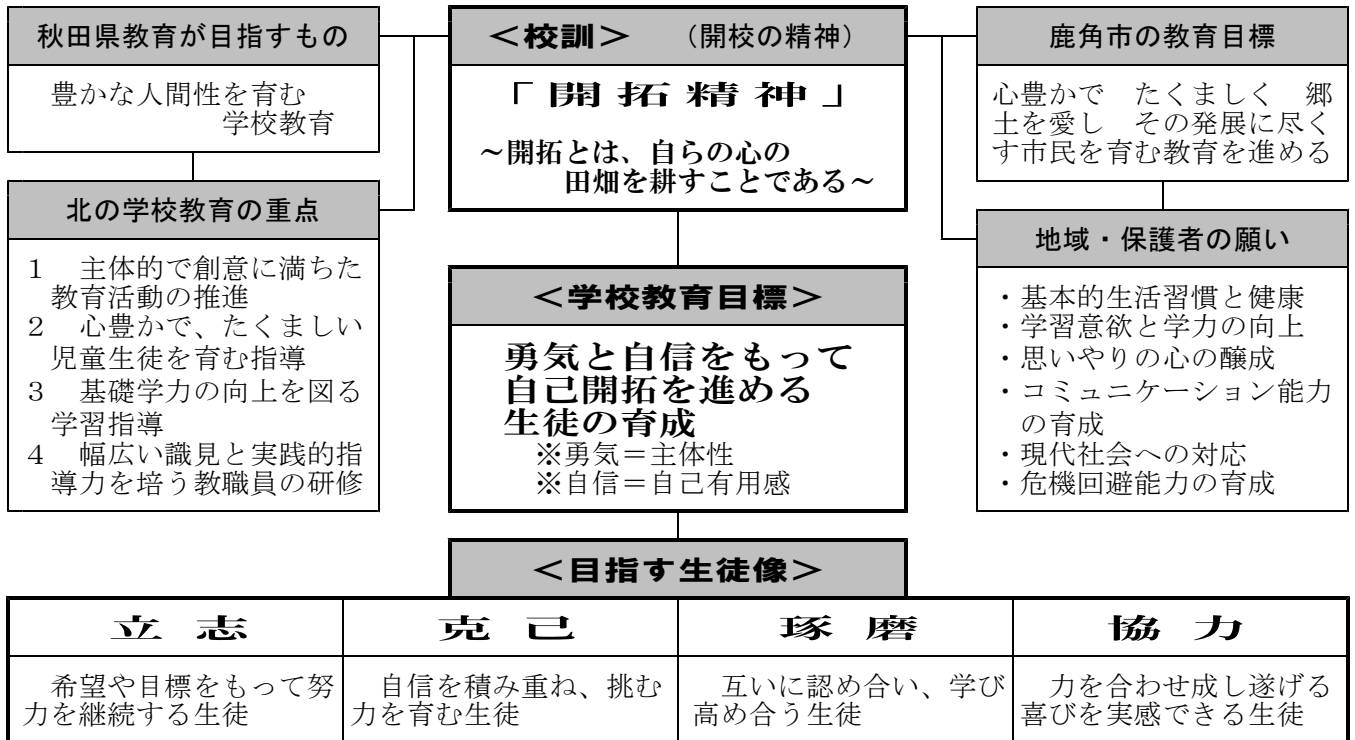 秋田県教育が目指すもの
豊かな人間性を育む
学校教育
北の学校教育の重点
1 主体的で創意に満ちた
教育活動の推進
2 心豊かで、たくましい
児童生徒を育む指導
3 基礎学力の向上を図る
学習指導
4 幅広い識見と実践的指
導力を培う教職員の研修
＜校訓＞ （開校の精神）
「開拓精神」
～開拓とは、自らの心の
田畑を耕すことである～
＜学校教育目標＞
勇気と自信をもって
自己開拓を進める
生徒の育成
※勇気＝主体性
※自信＝自己有用感
鹿角市の教育目標
心豊かで たくましく 郷
土を愛し その発展に尽く
す市民を育む教育を進める
地域・保護者の願い
・基本的生活習慣と健康
・学習意欲と学力の向上
・思いやりの心の醸成
・コミュニケーション能力
の育成
・現代社会への対応
・危機回避能力の育成
＜目指す生徒像＞
立志
希望や目標をもって努
力を継続する生徒
克己
自信を積み重ね、挑む
力を育む生徒
琢磨
互いに認め合い、学び
高め合う生徒
協力
力を合わせ成し遂げる
喜びを実感できる生徒